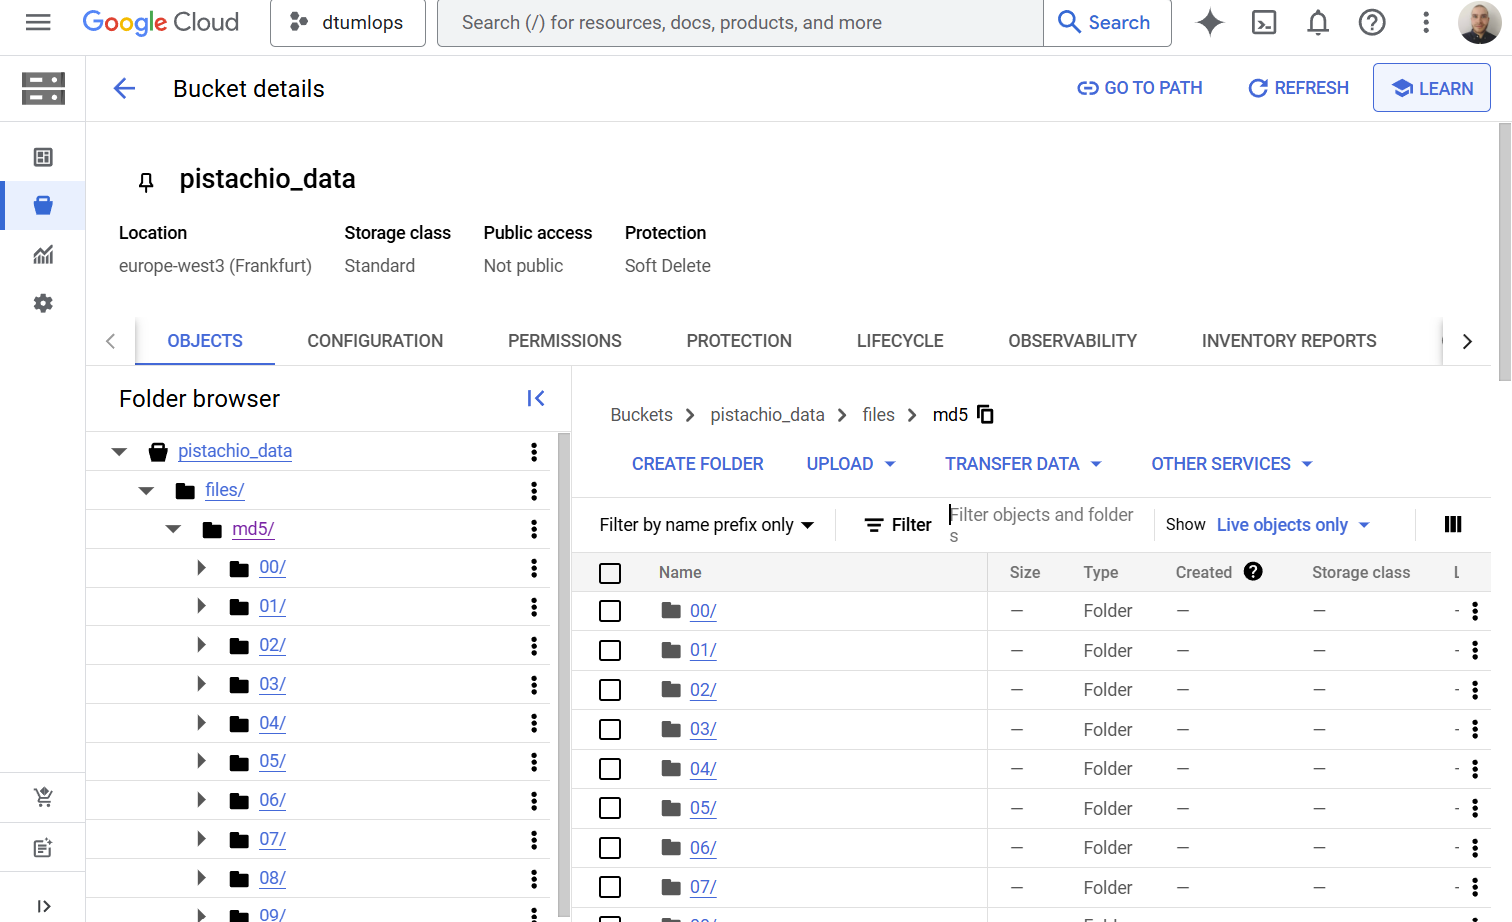 Google Cloud
dtumlops
Search (/) for resources, docs, products, and more
Search
Bucket details
GO TO PATH
REFRESH
LEARN
pistachio_data
Location
Storage class
Public access
Protection
europe-west3 (Frankfurt)
Standard
Not public
Soft Delete
OBJECTS
CONFIGURATION
PERMISSIONS
PROTECTION
LIFECYCLE
OBSERVABILITY
INVENTORY REPORTS
Folder browser
pistachio_data
files/
md5/
00/
01/
02/
03/
04/
05/
06/
07/
08/
09/
Buckets > pistachio_data > files > md5
CREATE FOLDER
UPLOAD
TRANSFER DATA
OTHER SERVICES
Filter by name prefix only
Filter
Filter objects and folder
s
Show Live objects only
Name Size Type Created Storage class L
00/ — Folder — — -
01/ — Folder — — -
02/ — Folder — — -
03/ — Folder — — -
04/ — Folder — — -
05/ — Folder — — -
06/ — Folder — — -
07/ — Folder — — -